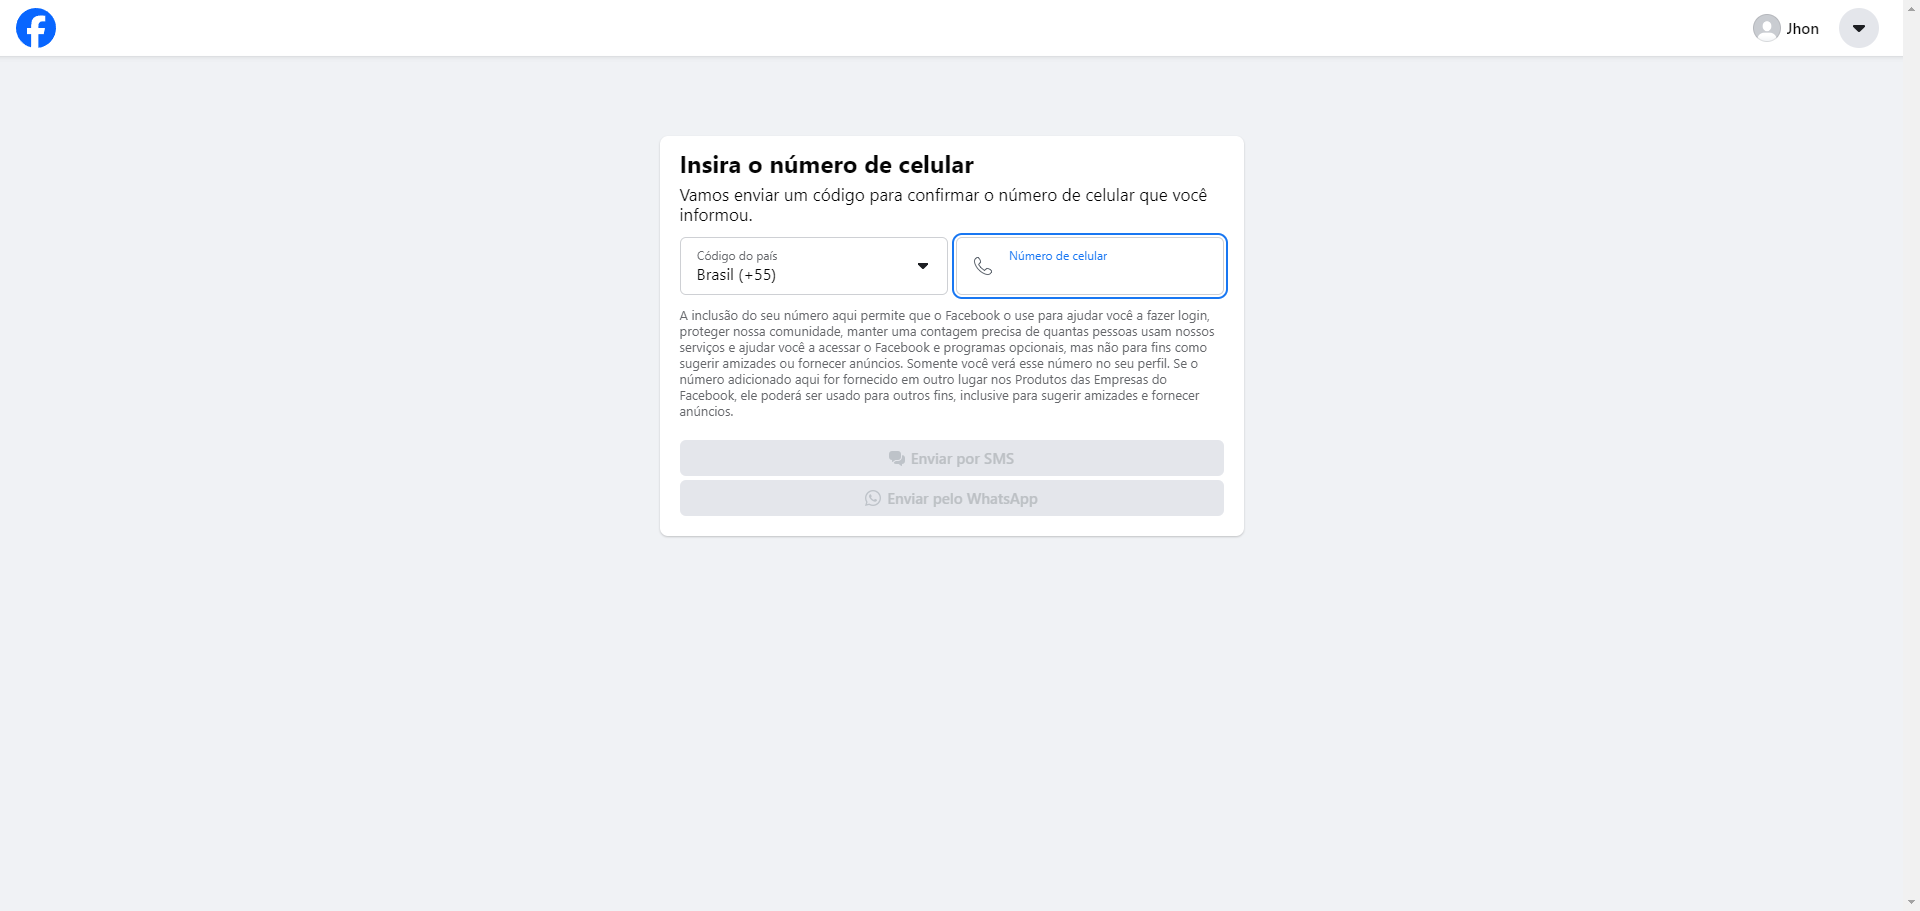 Jhon
Insira o número de celular
Vamos enviar um código para confirmar o número de celular que você
informou.
Código do país
Brasil (+55)
Número de celular
A inclusão do seu número aqui permite que o Facebook o use para ajudar você a fazer login,
proteger nossa comunidade, manter uma contagem precisa de quantas pessoas usam nossos
serviços e ajudar você a acessar o Facebook e programas opcionais, mas não para fins como
sugerir amizades ou fornecer anúncios. Somente você verá esse número no seu perfil. Se o
número adicionado aqui for fornecido em outro lugar nos Produtos das Empresas do
Facebook, ele poderá ser usado para outros fins, inclusive para sugerir amizades e fornecer
anúncios.
Enviar por SMS
Enviar pelo WhatsApp